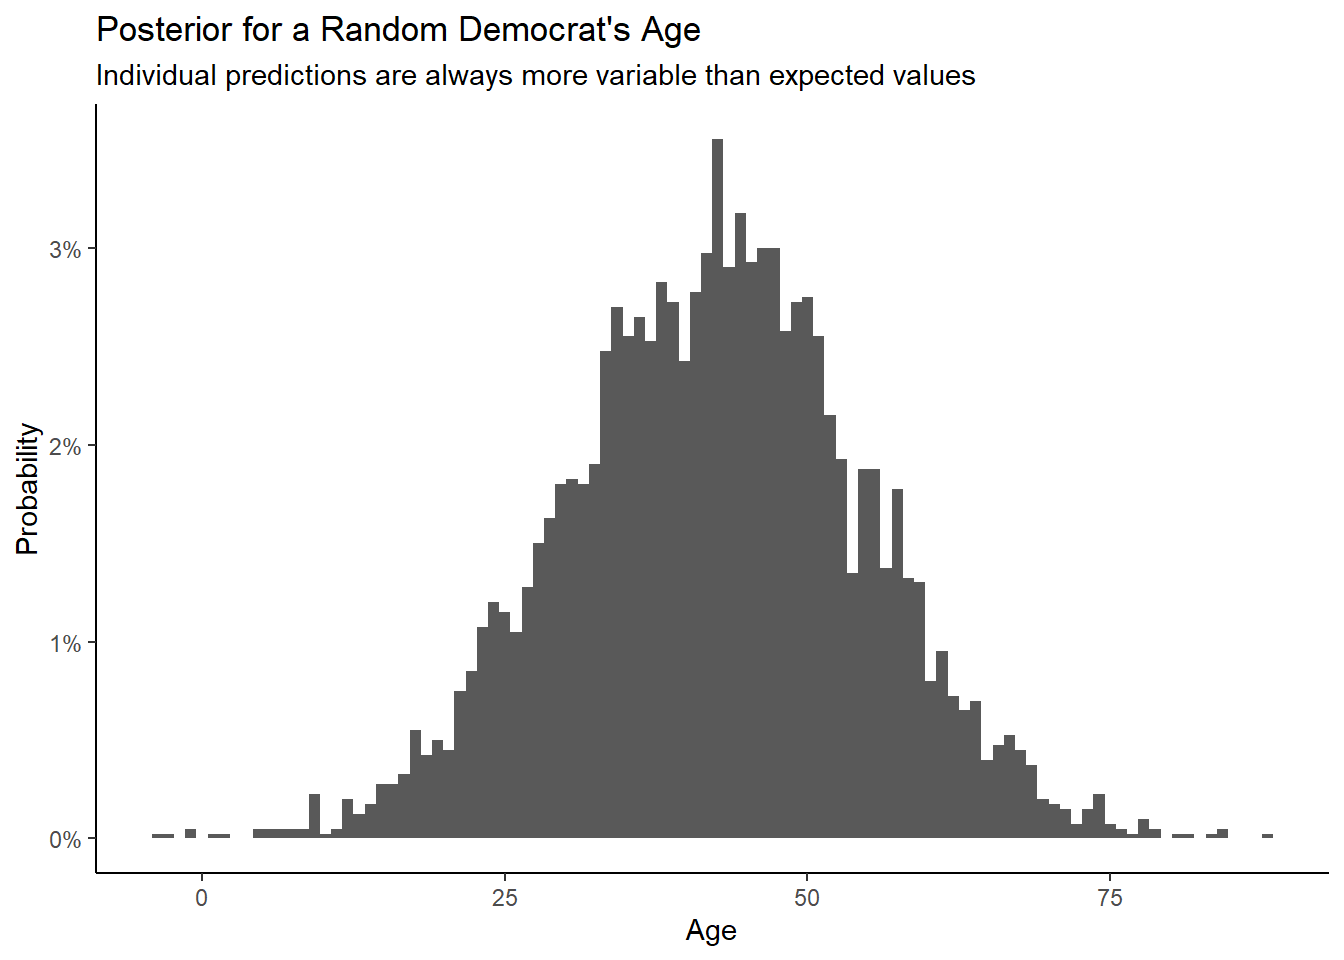 Posterior for a Random Democrat's Age
Individual predictions are always more variable than expected values
3%
2%
1%
0%
Probability
0 25 50 75
Age